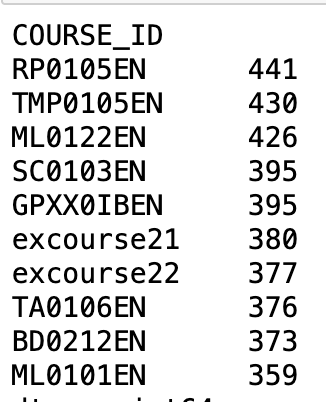 COURSE_ID
RP0105EN 441
TMP0105EN 430
ML0122EN 426
SC0103EN 395
GPXX0IBEN 395
excourse21 380
excourse22 377
TA0106EN 376
BD0212EN 373
ML0101EN 359